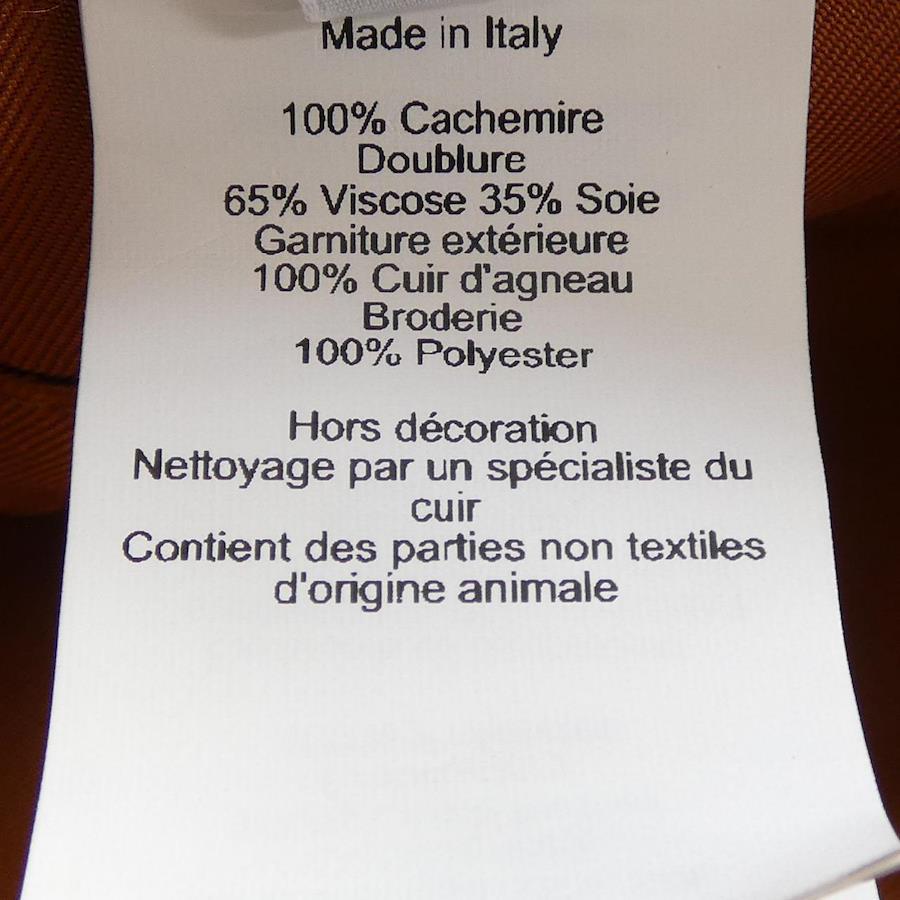 Made in Italy
100% Cachemire
Doublure
65% Viscose 35% Soie
Garniture extérieure
100% Cuir d'agneau
Broderie
100% Polyester
Hors décoration
Nettoyage par un spécialiste du
cuir
Contient des parties non textiles
d'origine animale